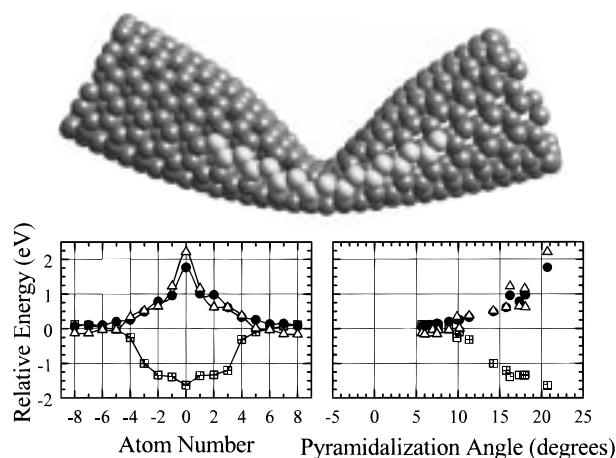 Relative Energy (eV)
2
1
0
-1
-2
-8 -6 -4 -2 0 2 4 6 8
-5 0 5 10 15 20 25
Atom Number
Pyramidalization Angle (degrees)